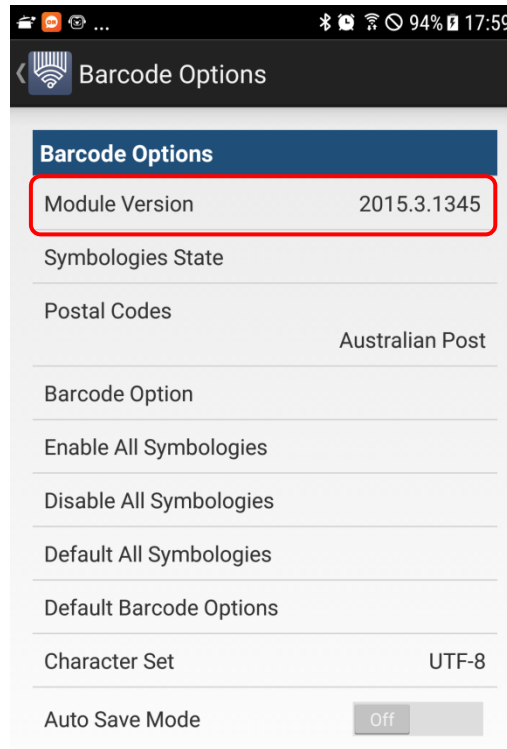 ... 94% 17:59
Barcode Options
Barcode Options
Module Version 2015.3.1345
Symbologies State
Postal Codes
Australian Post
Barcode Option
Enable All Symbologies
Disable All Symbologies
Default All Symbologies
Default Barcode Options
Character Set UTF-8
Auto Save Mode Off